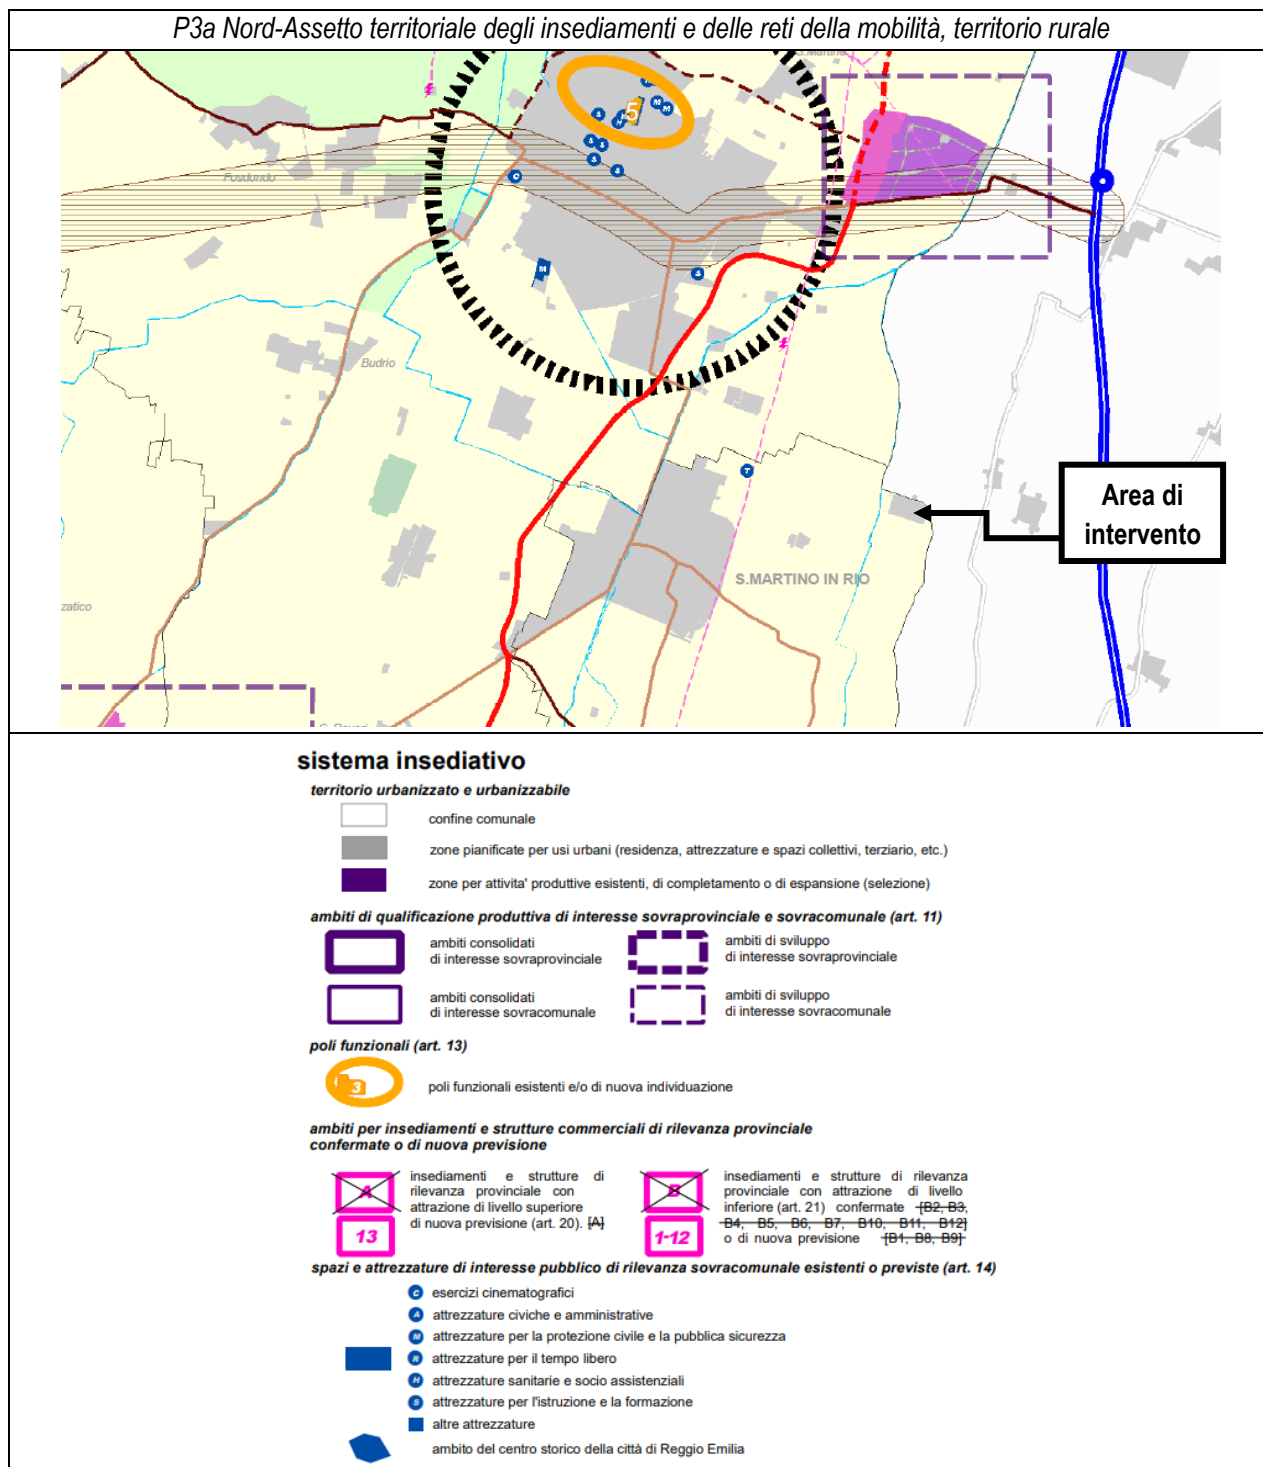 P3a Nord-Assetto territoriale degli insediamenti e delle reti della mobilità, territorio rurale
S.Martino
5
M
M
S
S
S
S
S
C
Fosdondo
M
S
Budrio
T
Area di
intervento
S.MARTINO IN RIO
zatico
sistema insediativo
territorio urbanizzato e urbanizzabile
confine comunale
zone pianificate per usi urbani (residenza, attrezzature e spazi collettivi, terziario, etc.)
zone per attivita' produttive esistenti, di completamento o di espansione (selezione)
ambiti di qualificazione produttiva di interesse sovraprovinciale e sovracomunale (art. 11)
ambiti consolidati
di interesse sovraprovinciale
ambiti di sviluppo
di interesse sovraprovinciale
ambiti consolidati
di interesse sovracomunale
ambiti di sviluppo
di interesse sovracomunale
poli funzionali (art. 13)
3
poli funzionali esistenti e/o di nuova individuazione
ambiti per insediamenti e strutture commerciali di rilevanza provinciale
confermate o di nuova previsione
A
13
insediamenti e strutture di
rilevanza provinciale con
attrazione di livello superiore
di nuova previsione (art. 20). [A]
B
1-12
insediamenti e strutture di rilevanza
provinciale con attrazione di livello
inferiore (art. 21) confermate [B2, B3,
B4, B5, B6, B7, B10, B11, B12]
o di nuova previsione [B1, B8, B9]
spazi e attrezzature di interesse pubblico di rilevanza sovracomunale esistenti o previste (art. 14)
C esercizi cinematografici
A attrezzature civiche e amministrative
M attrezzature per la protezione civile e la pubblica sicurezza
R attrezzature per il tempo libero
H attrezzature sanitarie e socio assistenziali
S attrezzature per l'istruzione e la formazione
altre attrezzature
ambito del centro storico della città di Reggio Emilia